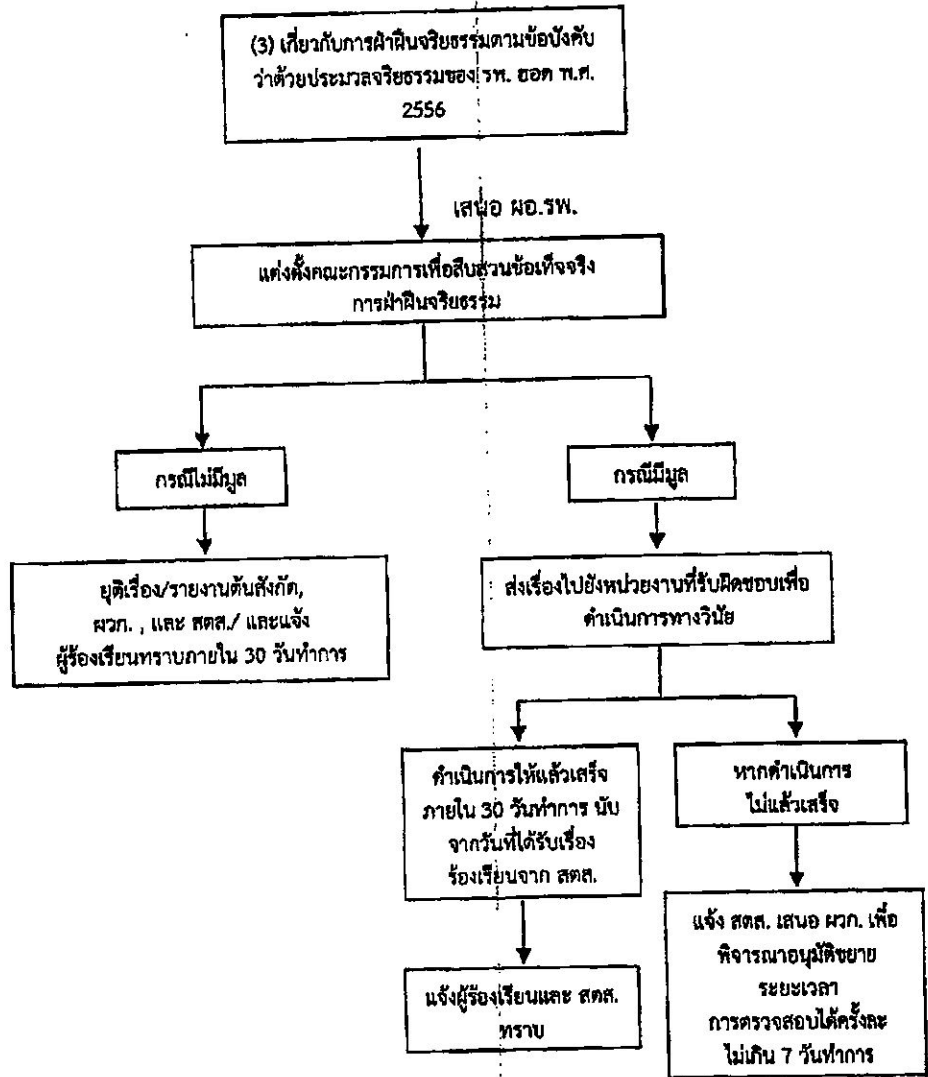 (3) เกี่ยวกับการฝ่าฝืนจริยธรรมตามข้อบังคับ
ว่าด้วยประมวลจริยธรรมของ รพ. ฮอด พ.ศ.
2556
เสนอ ผอ.รพ.
แต่งตั้งคณะกรรมการเพื่อสืบสวนข้อเท็จจริง
การฝ่าฝืนจริยธรรม
กรณีไม่มีมูล
กรณีมีมูล
ยุติเรื่อง/รายงานต้นสังกัด,
ผวก. , และ สตส./ และแจ้ง
ผู้ร้องเรียนทราบภายใน 30 วันทำการ
ส่งเรื่องไปยังหน่วยงานที่รับผิดชอบเพื่อ
ดำเนินการทางวินัย
ดำเนินการให้แล้วเสร็จ
ภายใน 30 วันทำการ นับ
จากวันที่ได้รับเรื่อง
ร้องเรียนจาก สตส.
หากดำเนินการ
ไม่แล้วเสร็จ
แจ้งผู้ร้องเรียนและ สตส.
ทราบ
แจ้ง สตส. เสนอ ผวก. เพื่อ
พิจารณาอนุมัติขยาย
ระยะเวลา
การตรวจสอบได้ครั้งละ
ไม่เกิน 7 วันทำการ